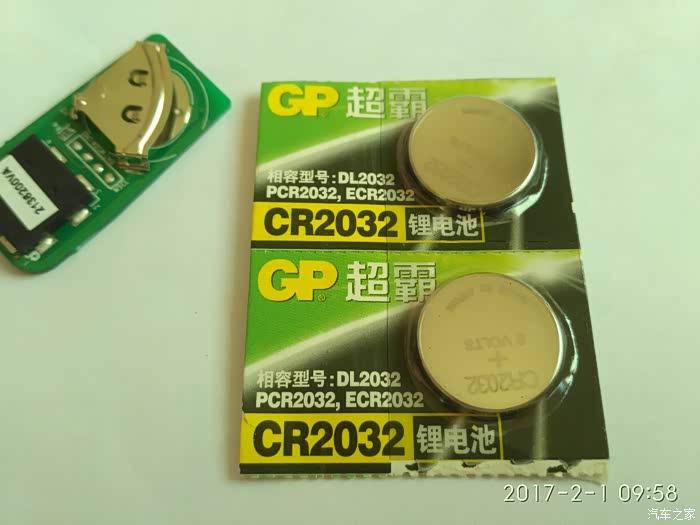 2138200VA
GP 超霸
相容型号:DL2032
PCR2032, ECR2032
CR2032 锂电池
GP® 超霸
相容型号:DL2032
PCR2032, ECR2032
CR2032 锂电池
3 VOLTS
+
CR2032
2017-2-1 09:58
汽车之家